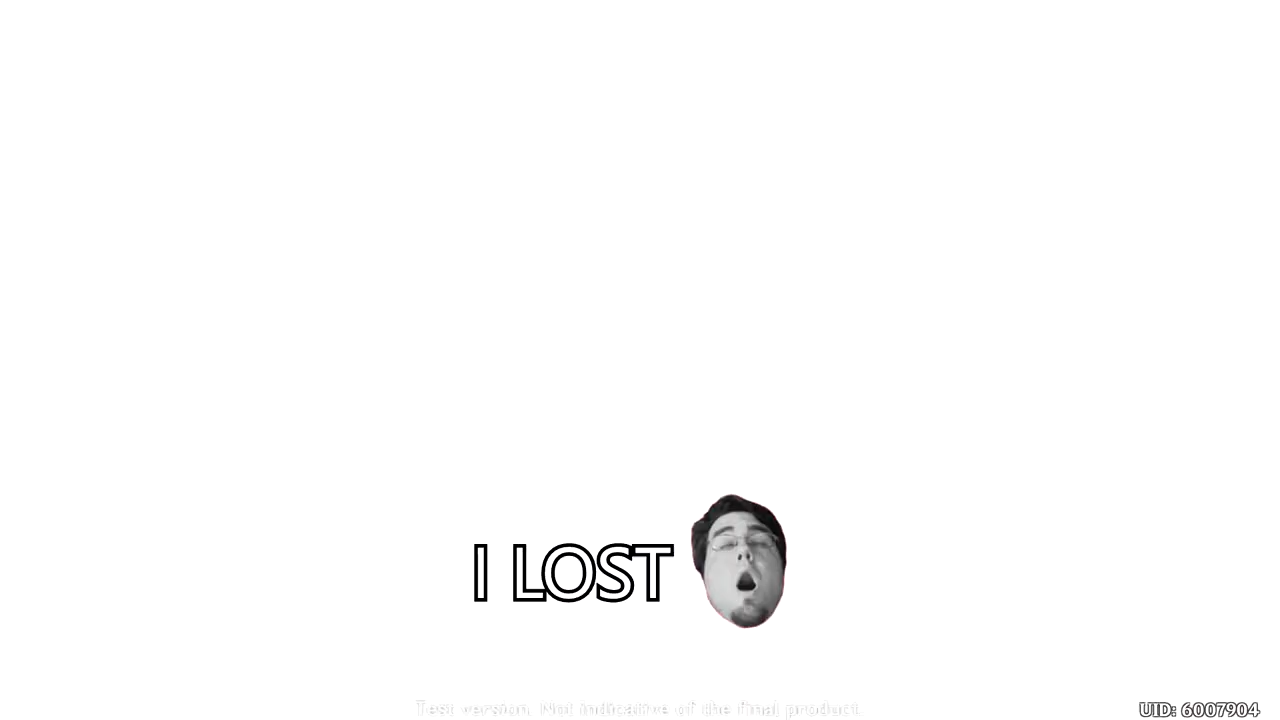 I LOST
Test version. Not indicative of the final product.
UID: 6007904